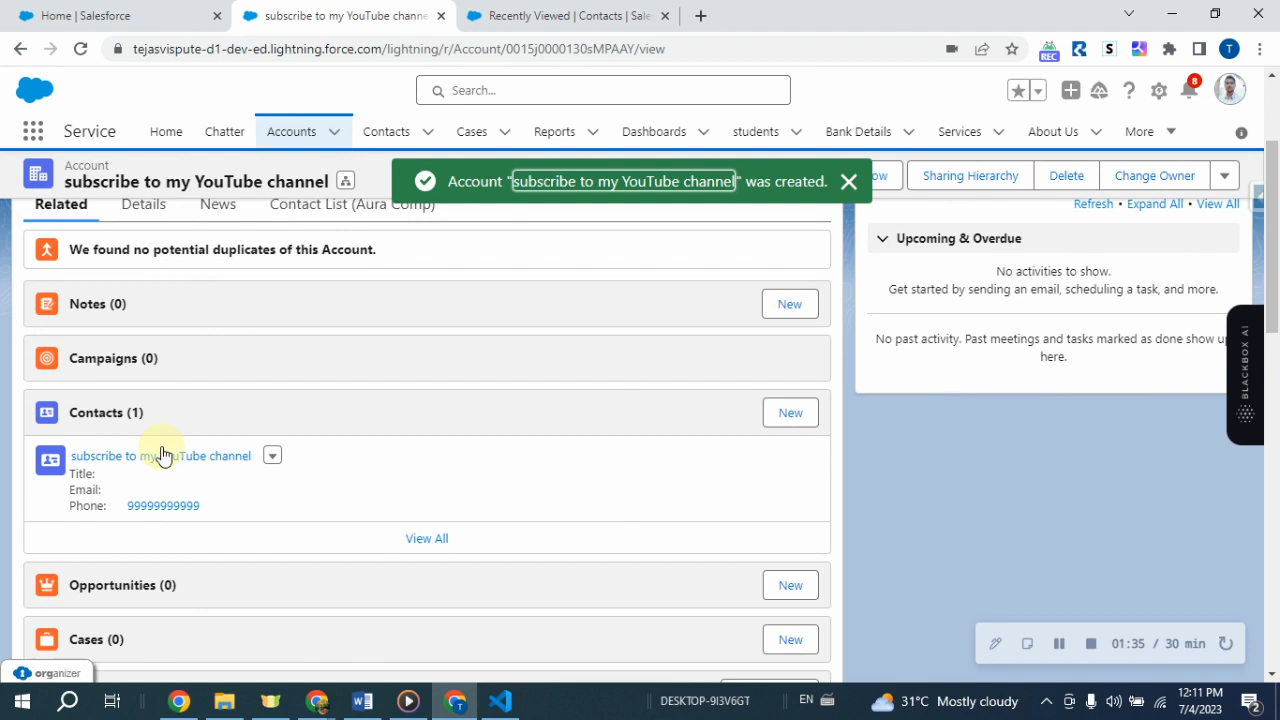 Home | Salesforce
subscribe to my YouTube channe
Recently Viewed | Contacts | Sale
tejasvispute-d1-dev-ed.lightning.force.com/lightning/r/Account/0015j0000130sMPAAY/view
REC
S
T
Search...
8
Service
Home
Chatter
Accounts
Contacts
Cases
Reports
Dashboards
Students
Bank Details
Services
About Us
More
Account
subscribe to my YouTube channel
Account "subscribe to my YouTube channel" was created.
Sharing Hierarchy
Delete
Change Owner
Related
Details
News
Contact List (Aura Comp)
Refresh • Expand All • View All
We found no potential duplicates of this Account.
Upcoming & Overdue
No activities to show.
Get started by sending an email, scheduling a task, and more.
No past activity. Past meetings and tasks marked as done show up
here.
BLACKBOX AI
Notes (0)
New
Campaigns (0)
Contacts (1)
New
subscribe to my YouTube channel
Title:
Email:
Phone: 99999999999
View All
Opportunities (0)
New
Cases (0)
New
01:35 / 30 min
organizer
DESKTOP-9I3V6GT
EN
31°C Mostly cloudy
12:11 PM
7/4/2023
2